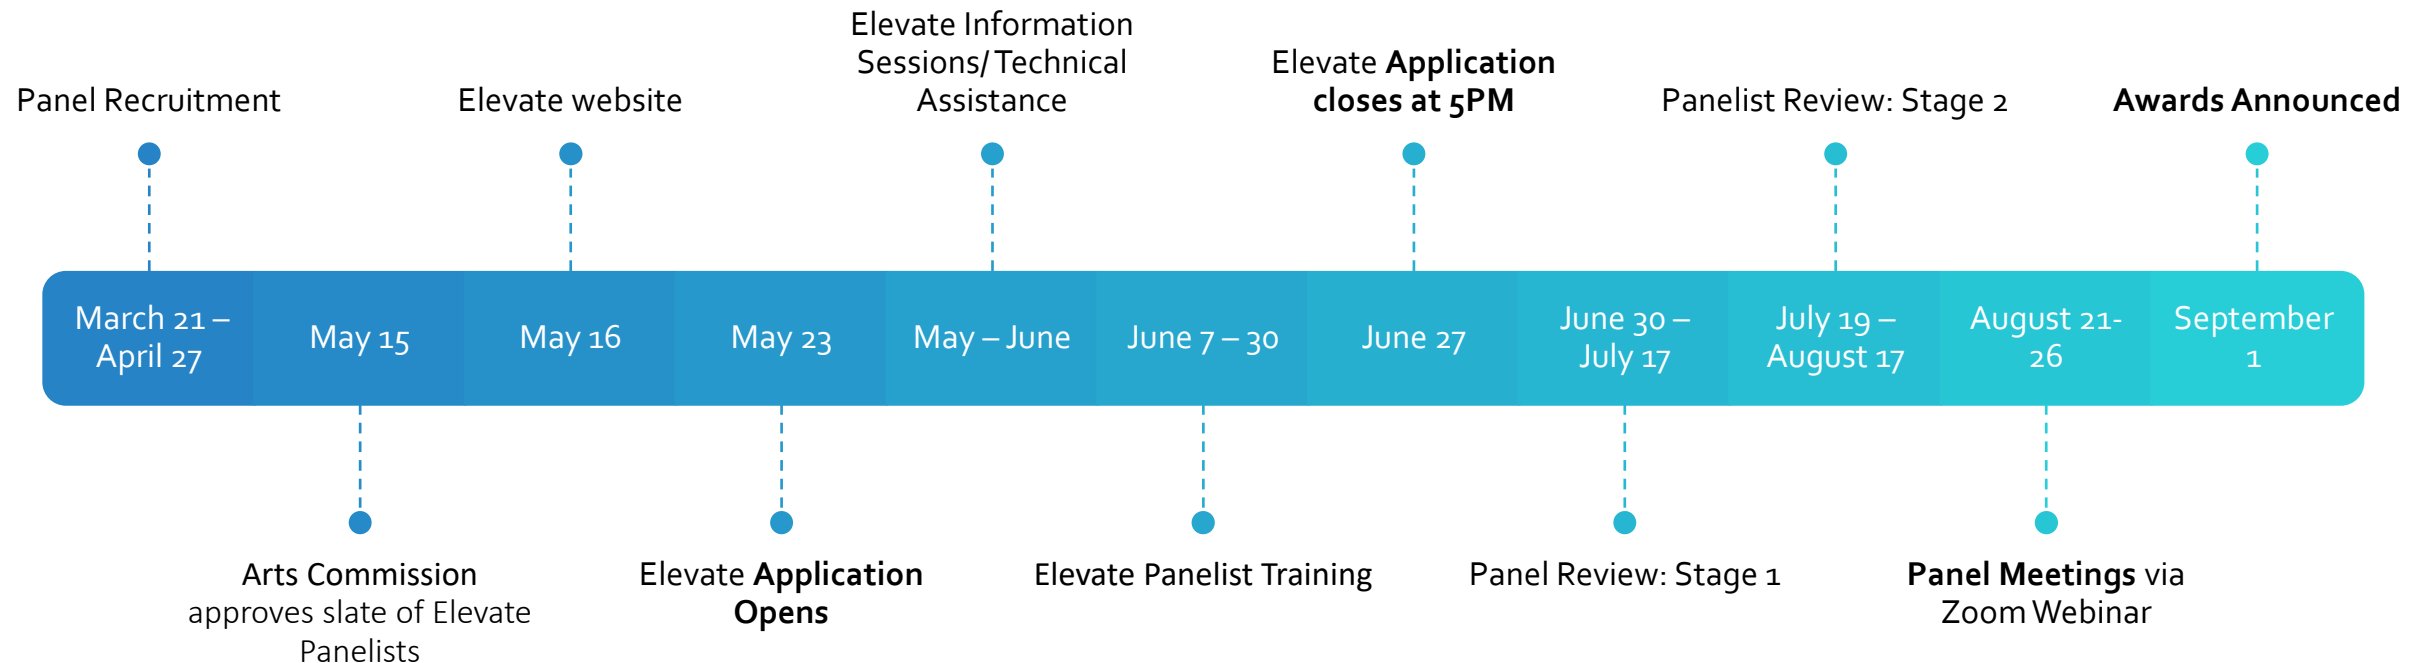 Elevate Information
Sessions/ Technical
Assistance
Elevate Application
closes at 5PM
Panel Recruitment
Elevate website
Panelist Review: Stage 2
Awards Announced
March 21 –
April 27
May 15
May 16
May 23
May – June
June 7 – 30
June 27
June 30 –
July 17
July 19 –
August 17
August 21-
26
September
1
Arts Commission
approves slate of Elevate
Panelists
Elevate Application
Opens
Elevate Panelist Training
Panel Review: Stage 1
Panel Meetings via
Zoom Webinar